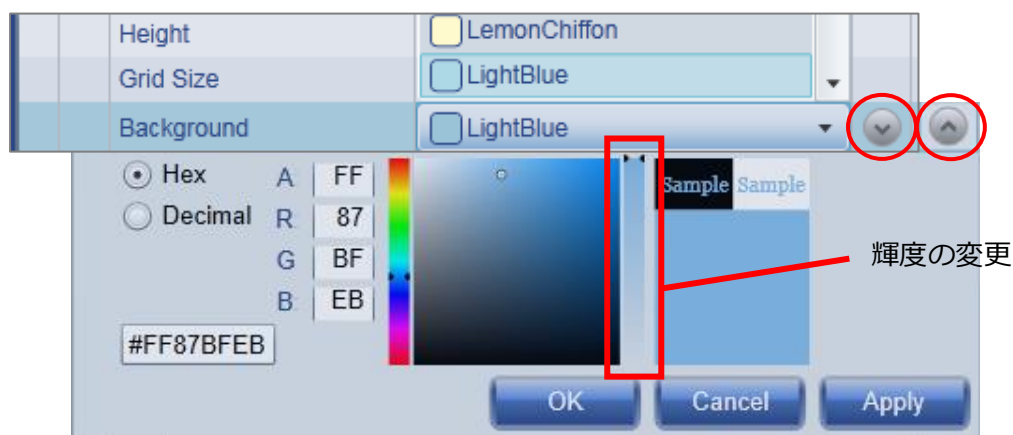 Height
LemonChiffon
Grid Size
LightBlue
Background
LightBlue
Hex
A
FF
Decimal
R
87
G
BF
B
EB
#FF87BFEB
Sample Sample
輝度の変更
OK
Cancel
Apply